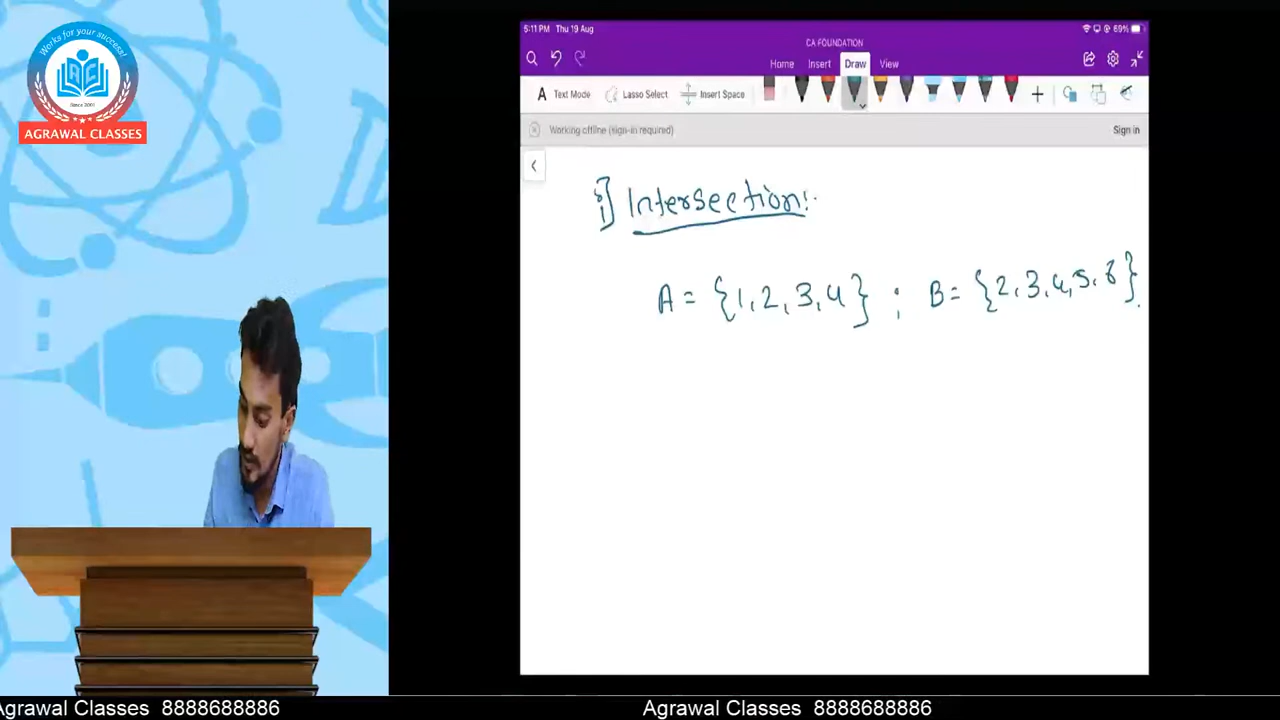 Works for your success!
AEC
Since 2001
AGRAWAL CLASSES
5:11 PM Thu 19 Aug
69%
CA FOUNDATION
Home Insert Draw View
Text Mode Lasso Select Insert Space
Working offline (sign-in required) Sign in
i] Intersection:-
A = {1, 2, 3, 4} ; B = {2, 3, 4, 5, 6}.
Agrawal Classes 8888688886 Agrawal Classes 8888688886